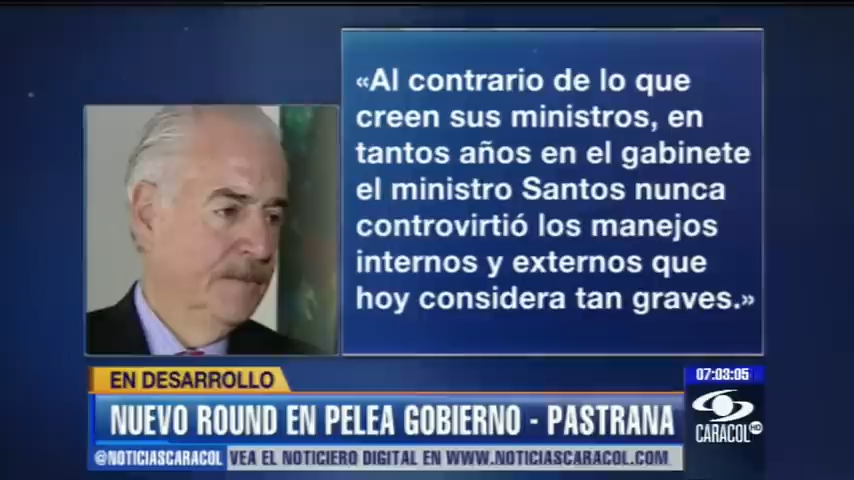 «Al contrario de lo que
creen sus ministros, en
tantos años en el gabinete
el ministro Santos nunca
controvirtió los manejos
internos y externos que
hoy considera tan graves.»
EN DESARROLLO
07:03:05
NUEVO ROUND EN PELEA GOBIERNO - PASTRANA
CARACOL HD
@NOTICIASCARACOL VEA EL NOTICIERO DIGITAL EN WWW.NOTICIASCARACOL.COM